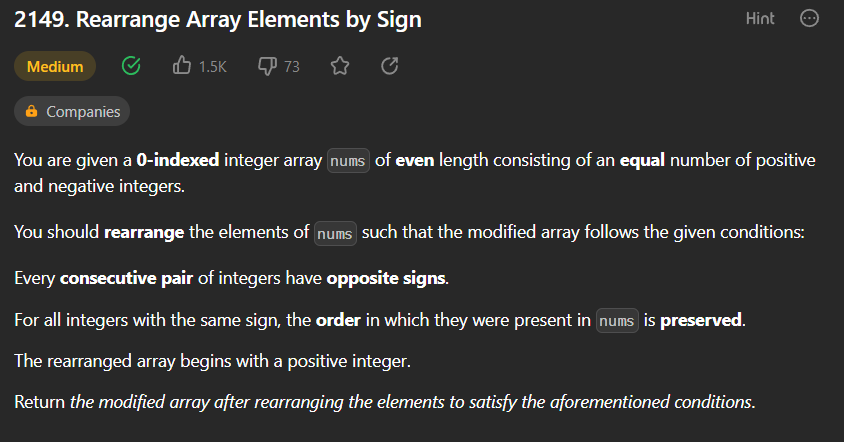 2149. Rearrange Array Elements by Sign
Hint
Medium
1.5K
73
Companies
You are given a 0-indexed integer array nums of even length consisting of an equal number of positive
and negative integers.
You should rearrange the elements of nums such that the modified array follows the given conditions:
Every consecutive pair of integers have opposite signs.
For all integers with the same sign, the order in which they were present in nums is preserved.
The rearranged array begins with a positive integer.
Return the modified array after rearranging the elements to satisfy the aforementioned conditions.